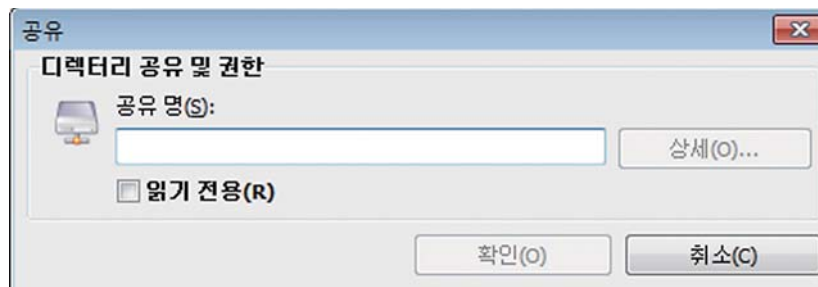 공유
디렉터리 공유 및 권한
공유 명(S):
상세(O)...
읽기 전용(R)
확인(O)
취소(C)